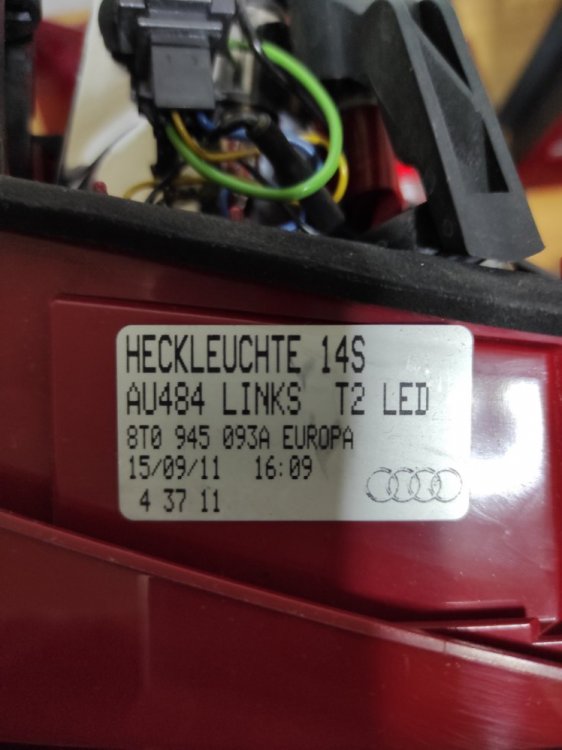 HECKLEUCHTE 14S
AU484 LINKS T2 LED
8T0 945 093A EUROPA
15/09/11 16:09
4 37 11